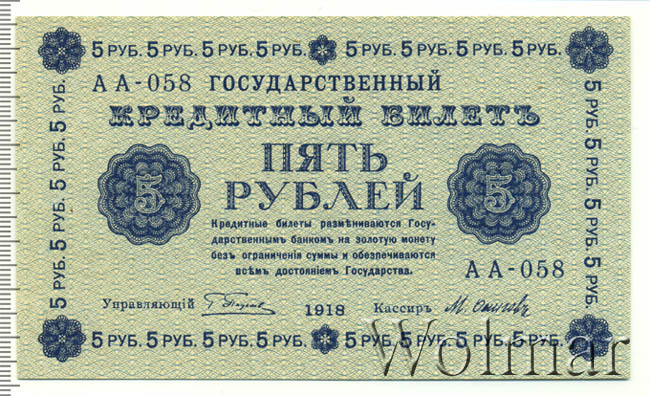 5 РУБ. 5 РУБ. 5 РУБ. 5 РУБ. 5 РУБ. 5 РУБ. 5 РУБ. 5 РУБ.
АА-058 ГОСУДАРСТВЕННЫЙ
КРЕДИТНЫЙ БИЛЕТЪ
5 ПЯТЬ 5
РУБЛЕЙ
Кредитные билеты размѣниваются Госу-
дарственнымъ банкомъ на золотую монету
безъ ограниченія суммы и обезпечиваются
всѣмъ достояніемъ Государства.
АА-058
Управляющій 1918 Кассиръ
5 РУБ. 5 РУБ. 5 РУБ. 5 РУБ. 5 РУБ. 5 РУБ. 5 РУБ. 5 РУБ.
5 РУБ. 5 РУБ. 5 РУБ. 5 РУБ.
5 РУБ. 5 РУБ. 5 РУБ. 5 РУБ.
Wolmar